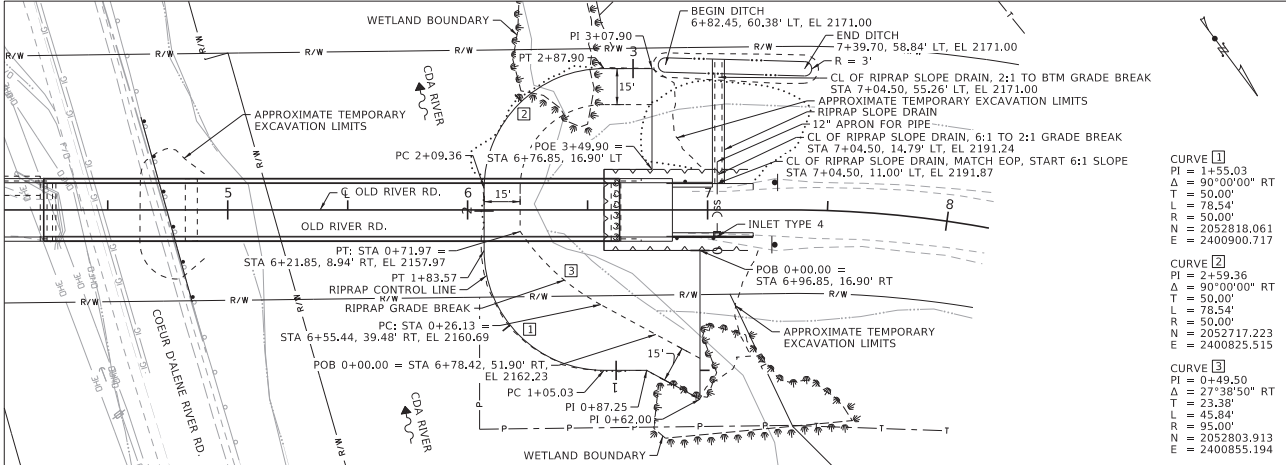 WETLAND BOUNDARY
BEGIN DITCH
6+82.45, 60.38' LT, EL 2171.00
PI 3+07.90
END DITCH
7+39.70, 58.84' LT, EL 2171.00
R/W
R/W
R/W
R/W
R/W
R/W
3
PT 2+87.90
R = 3'
CL OF RIPRAP SLOPE DRAIN, 2:1 TO BTM GRADE BREAK
STA 7+04.50, 55.26' LT, EL 2171.00
CDA RIVER
15'
APPROXIMATE TEMPORARY
EXCAVATION LIMITS
2
APPROXIMATE TEMPORARY EXCAVATION LIMITS
RIPRAP SLOPE DRAIN
12" APRON FOR PIPE
CL OF RIPRAP SLOPE DRAIN, 6:1 TO 2:1 GRADE BREAK
STA 7+04.50, 14.79' LT, EL 2191.24
POE 3+49.90 =
STA 6+76.85, 16.90' LT
PC 2+09.36
CL OF RIPRAP SLOPE DRAIN, MATCH EOP, START 6:1 SLOPE
STA 7+04.50, 11.00' LT, EL 2191.87
5
℄ OLD RIVER RD.
6
15'
7
8
2
SS
OLD RIVER RD.
INLET TYPE 4
PT: STA 0+71.97 =
STA 6+21.85, 8.94' RT, EL 2157.97
PT 1+83.57
RIPRAP CONTROL LINE
RIPRAP GRADE BREAK
3
POB 0+00.00 =
STA 6+96.85, 16.90' RT
R/W
R/W
R/W
R/W
R/W
PC: STA 0+26.13 =
STA 6+55.44, 39.48' RT, EL 2160.69
1
APPROXIMATE TEMPORARY
EXCAVATION LIMITS
POB 0+00.00 = STA 6+78.42, 51.90' RT,
EL 2162.23
15'
PC 1+05.03
1
PI 0+87.25
PI 0+62.00
COEUR D'ALENE RIVER RD.
CDA RIVER
R/W
OHE
OHE
P
P
P
P
T
T
T
WETLAND BOUNDARY
N
CURVE 1
PI = 1+55.03
Δ = 90°00'00" RT
T = 50.00'
L = 78.54'
R = 50.00'
N = 2052818.061
E = 2400900.717
CURVE 2
PI = 2+59.36
Δ = 90°00'00" RT
T = 50.00'
L = 78.54'
R = 50.00'
N = 2052717.223
E = 2400825.515
CURVE 3
PI = 0+49.50
Δ = 27°38'50" RT
T = 23.38'
L = 45.84'
R = 95.00'
N = 2052803.913
E = 2400855.194